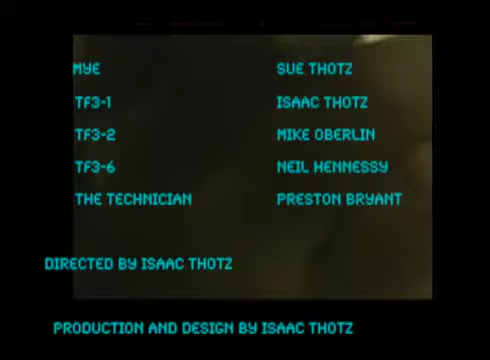 MYE SUE THOTZ
TF3-1 ISAAC THOTZ
TF3-2 MIKE OBERLIN
TF3-6 NEIL HENNESSY
THE TECHNICIAN PRESTON BRYANT
DIRECTED BY ISAAC THOTZ
PRODUCTION AND DESIGN BY ISAAC THOTZ